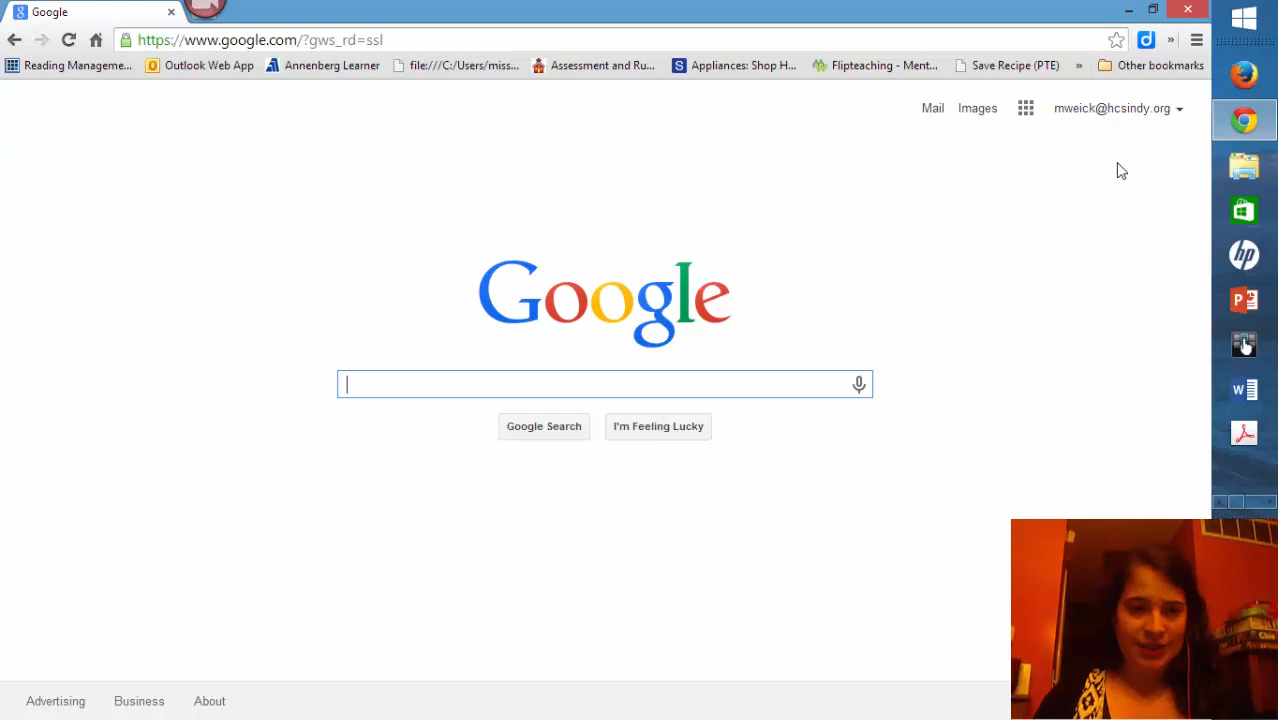 Google
https://www.google.com/?gws_rd=ssl
Reading Manageme...
Outlook Web App
Annenberg Learner
file:///C:/Users/miss...
Assessment and Ru...
Appliances: Shop H...
Flipteaching - Ment...
Save Recipe (PTE)
Other bookmarks
Mail
Images
mweick@hcsindy.org
Google
Google Search
I'm Feeling Lucky
Advertising
Business
About
hp
Clue